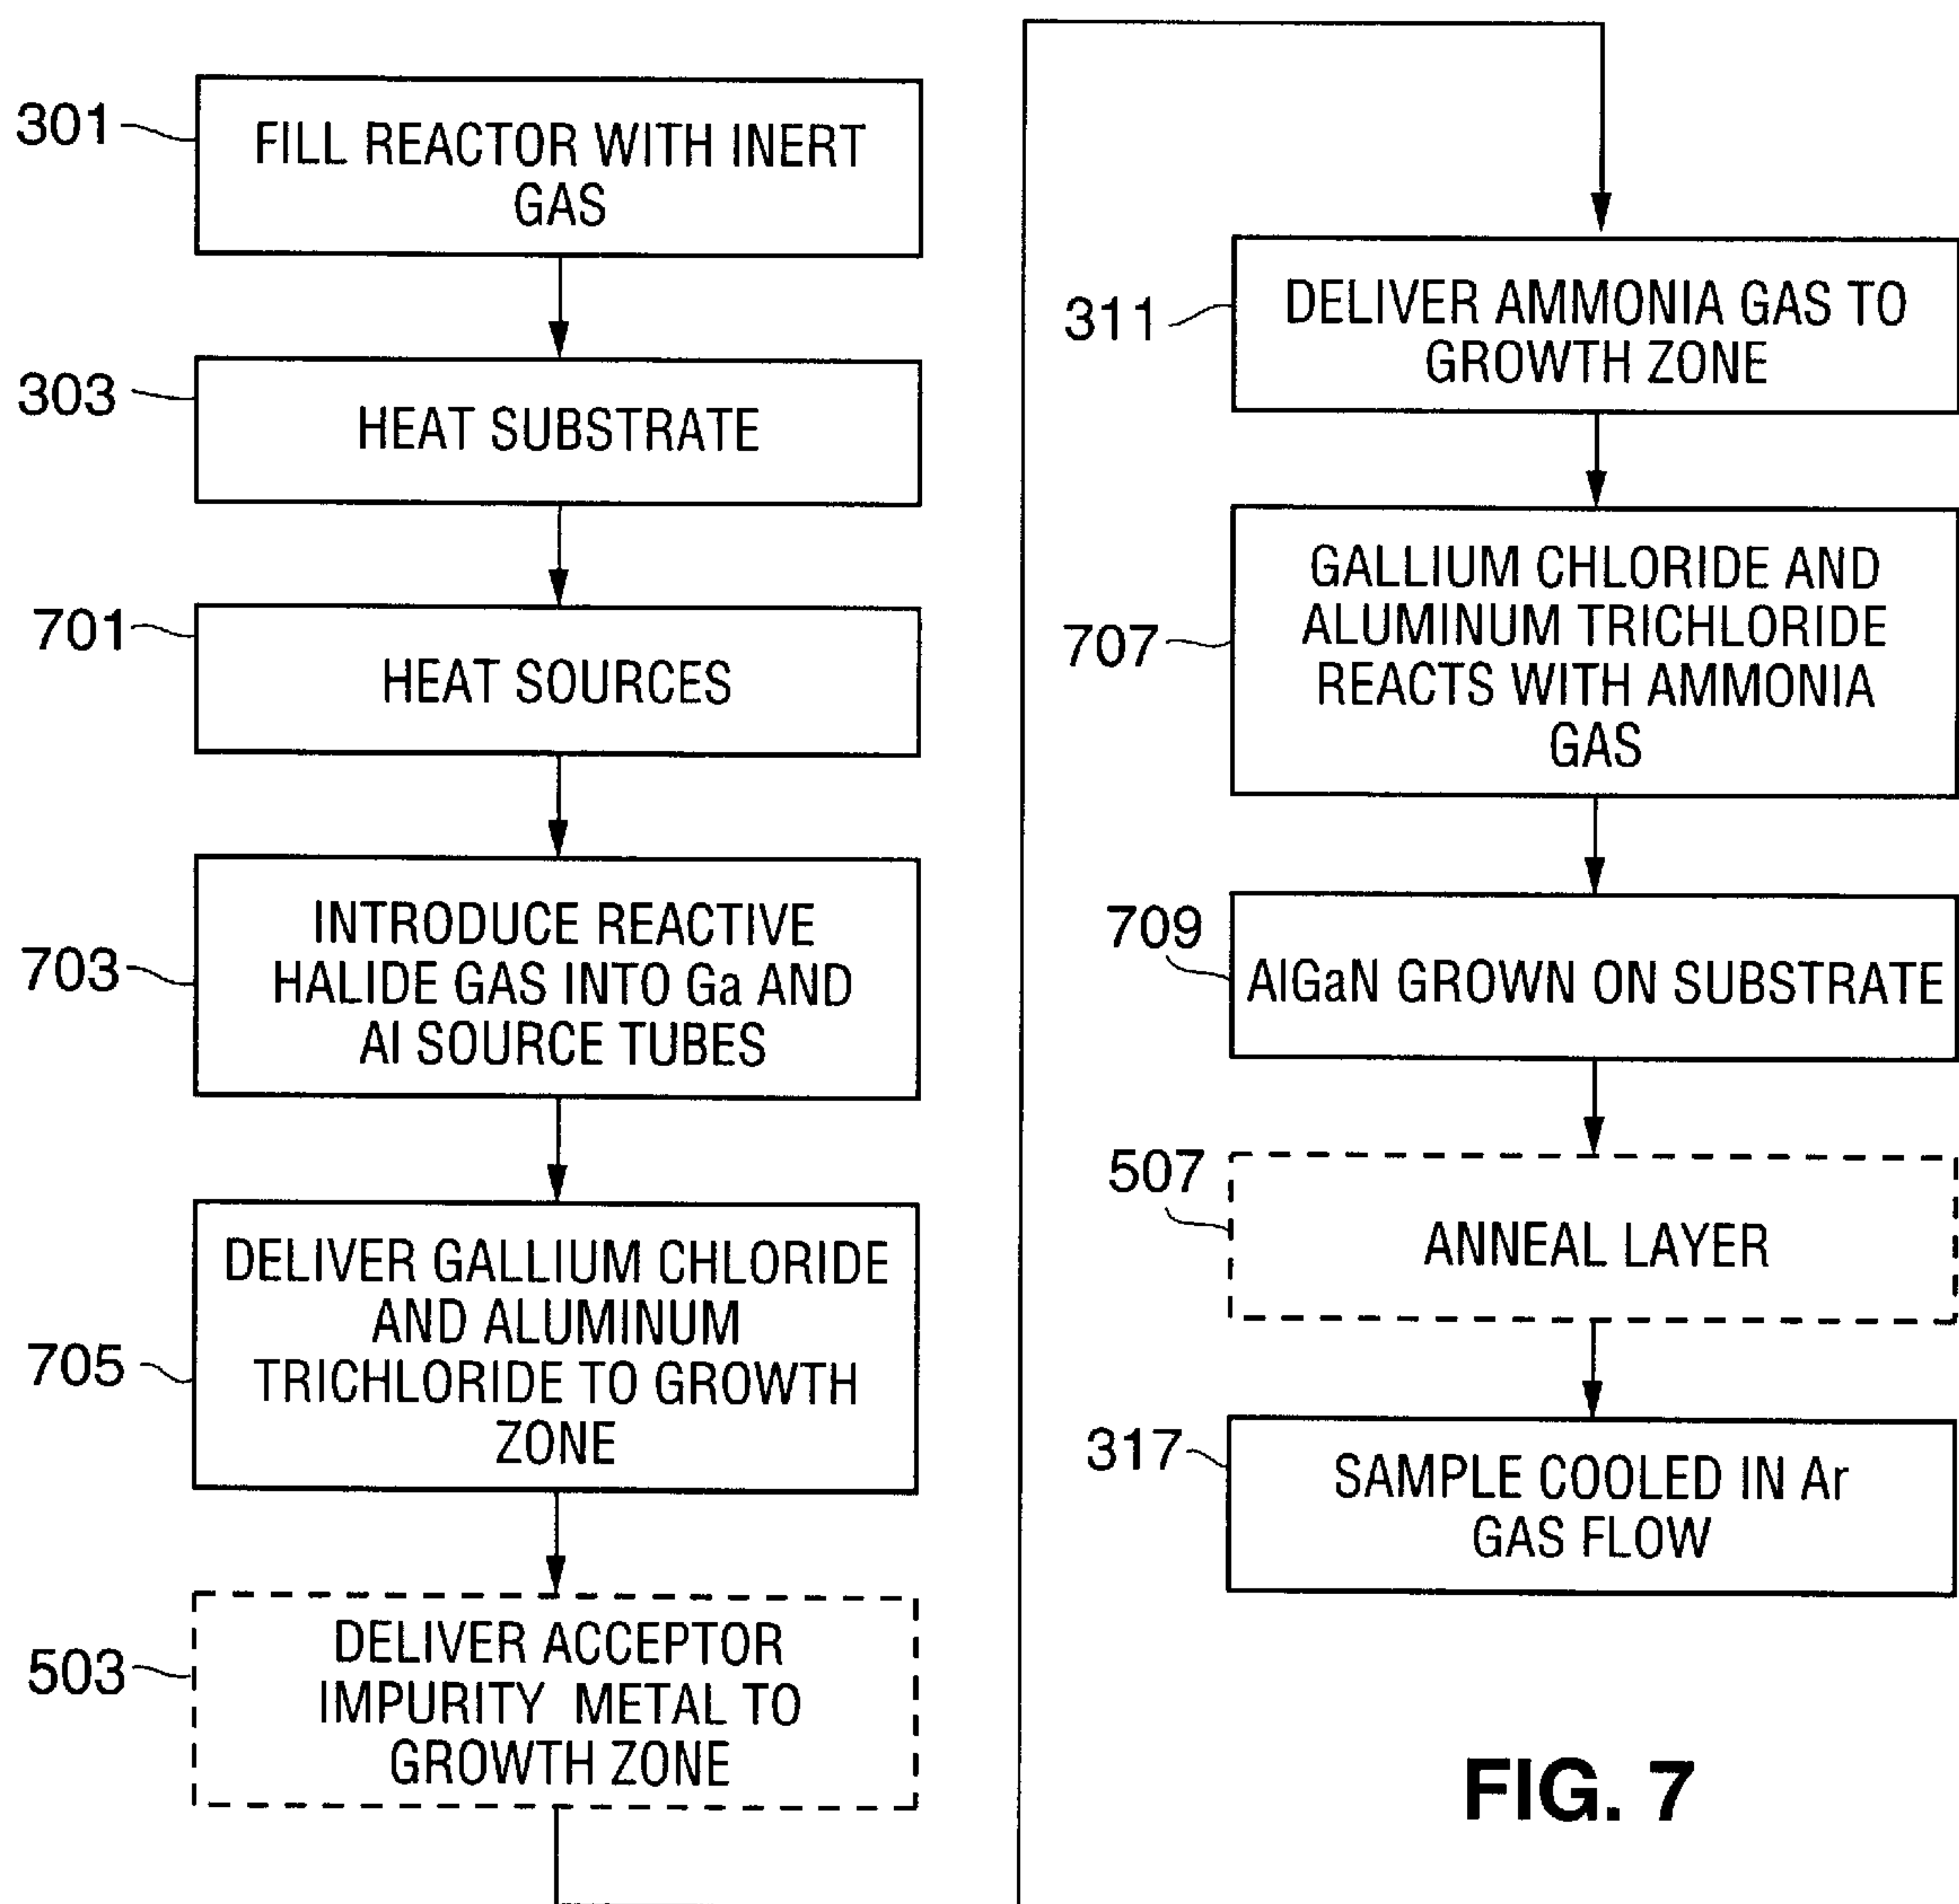 301
FILL REACTOR WITH INERT
GAS
303
HEAT SUBSTRATE
701
HEAT SOURCES
703
INTRODUCE REACTIVE
HALIDE GAS INTO Ga AND
Al SOURCE TUBES
705
DELIVER GALLIUM CHLORIDE
AND ALUMINUM
TRICHLORIDE TO GROWTH
ZONE
503
DELIVER ACCEPTOR
IMPURITY METAL TO
GROWTH ZONE
311
DELIVER AMMONIA GAS TO
GROWTH ZONE
707
GALLIUM CHLORIDE AND
ALUMINUM TRICHLORIDE
REACTS WITH AMMONIA
GAS
709
AlGaN GROWN ON SUBSTRATE
507
ANNEAL LAYER
317
SAMPLE COOLED IN Ar
GAS FLOW
FIG. 7